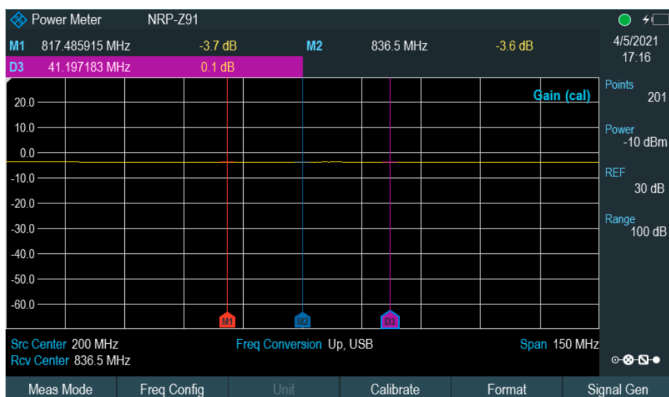 Power Meter NRP-Z91
M1 817.485915 MHz -3.7 dB M2 836.5 MHz -3.6 dB
D3 41.197183 MHz 0.1 dB
4/5/2021
17:16
Gain (cal)
20.0
10.0
0.0
-10.0
-20.0
-30.0
-40.0
-50.0
-60.0
M1 M2 D3
Points
201
Power
-10 dBm
REF
30 dB
Range
100 dB
Src Center 200 MHz Freq Conversion Up, USB Span 150 MHz
Rcv Center 836.5 MHz
Meas Mode Freq Config Unit Calibrate Format Signal Gen